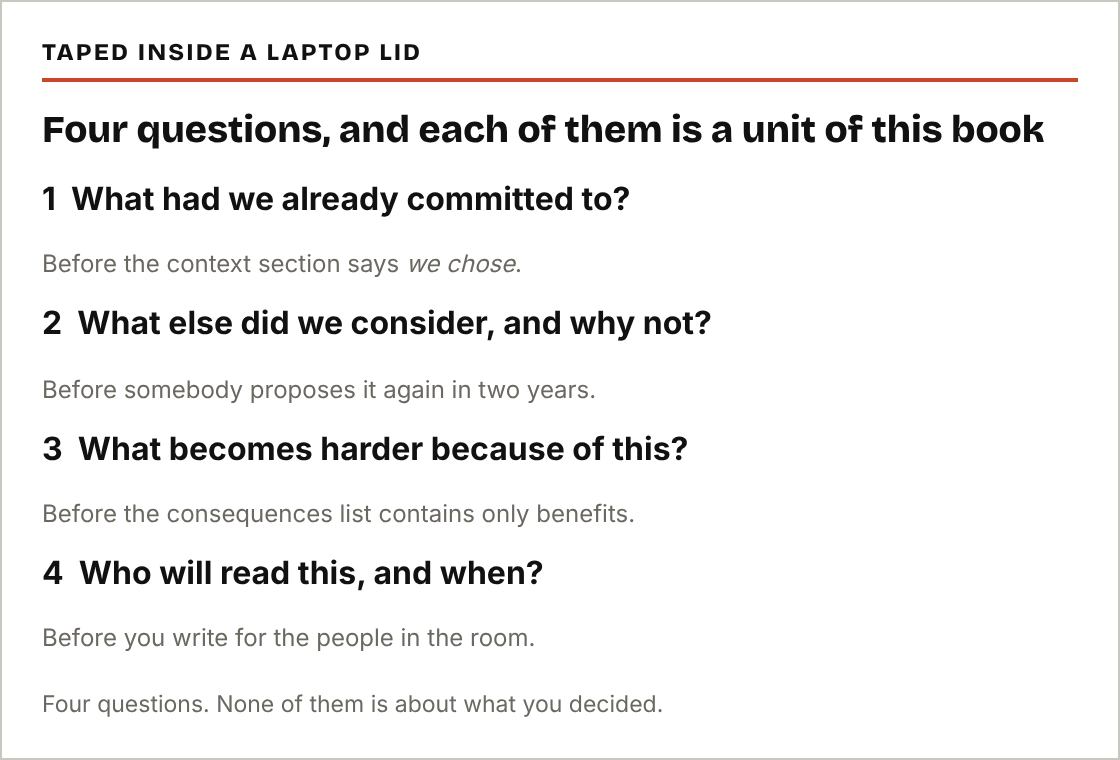 TAPED INSIDE A LAPTOP LID
Four questions, and each of them is a unit of this book
1 What had we already committed to?
Before the context section says we chose.
2 What else did we consider, and why not?
Before somebody proposes it again in two years.
3 What becomes harder because of this?
Before the consequences list contains only benefits.
4 Who will read this, and when?
Before you write for the people in the room.
Four questions. None of them is about what you decided.